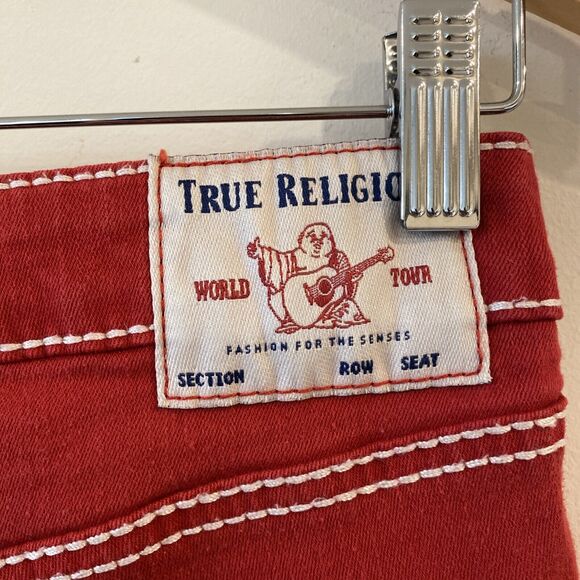 TRUE RELIGIO
WORLD TOUR
FASHION FOR THE SENSES
SECTION ROW SEAT